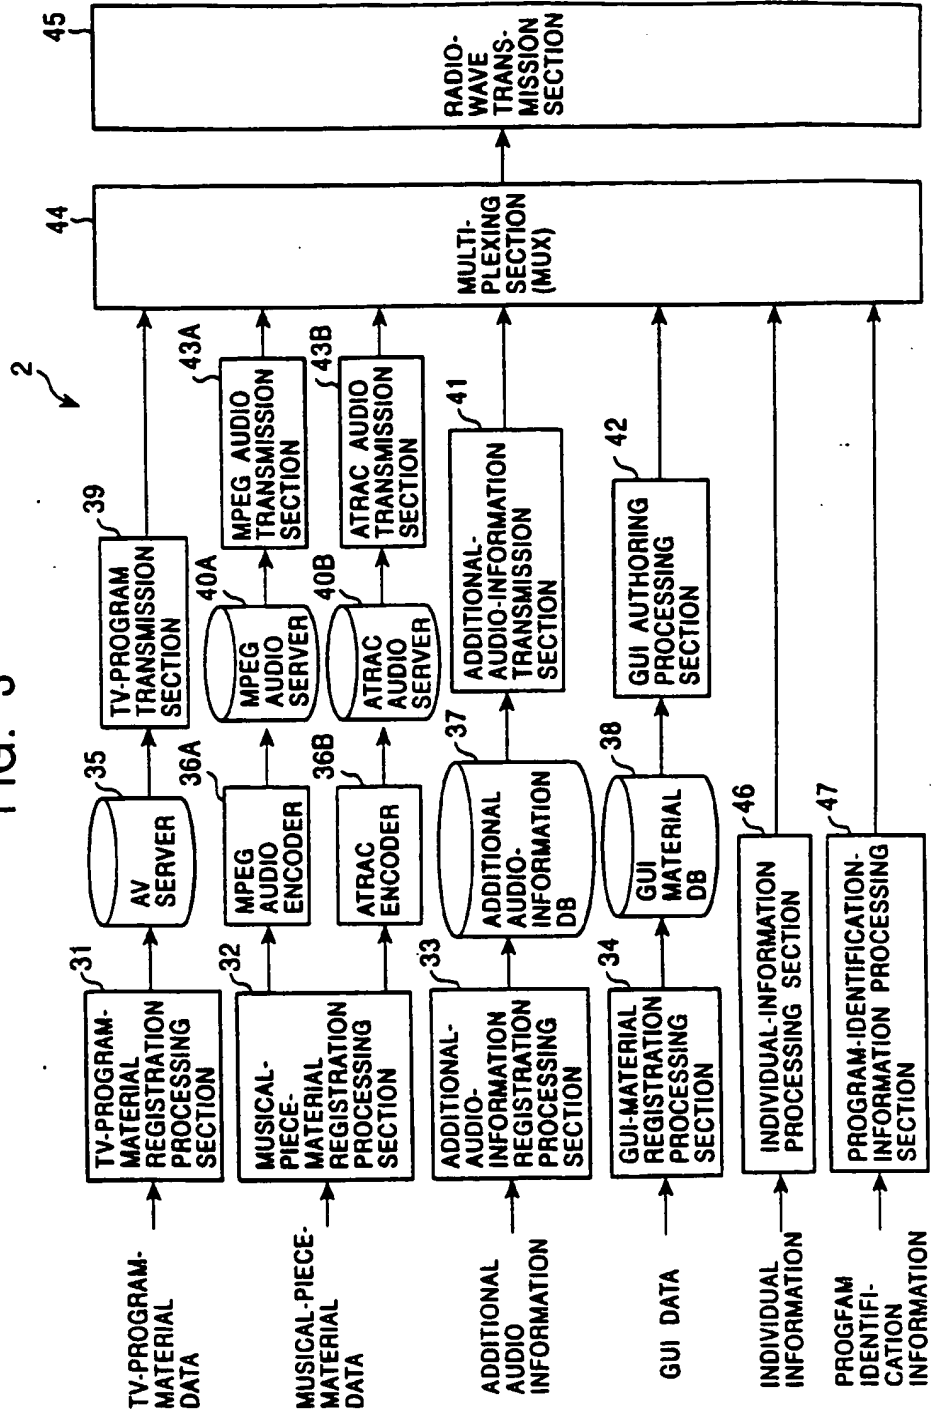 FIG.
2
TV-PROGRAM-
MATERIAL
DATA
31
TV-PROGRAM-
MATERIAL
REGISTRATION
PROCESSING
SECTION
35
AV
SERVER
39
TV-PROGRAM
TRANSMISSION
SECTION
MUSICAL-PIECE-
MATERIAL
DATA
32
MUSICAL-
PIECE-
MATERIAL
REGISTRATION
PROCESSING
SECTION
36A
MPEG
AUDIO
ENCODER
40A
MPEG
AUDIO
SERVER
43A
MPEG AUDIO
TRANSMISSION
SECTION
36B
ATRAC
ENCODER
40B
ATRAC
AUDIO
SERVER
43B
ATRAC AUDIO
TRANSMISSION
SECTION
ADDITIONAL
AUDIO
INFORMATION
33
ADDITIONAL-
AUDIO-
INFORMATION
REGISTRATION
PROCESSING
SECTION
37
ADDITIONAL
AUDIO-
INFORMATION
DB
41
ADDITIONAL-
AUDIO-INFORMATION
TRANSMISSION
SECTION
GUI DATA
34
GUI-MATERIAL
REGISTRATION
PROCESSING
SECTION
38
GUI
MATERIAL
DB
42
GUI AUTHORING
PROCESSING
SECTION
INDIVIDUAL
INFORMATION
46
INDIVIDUAL-INFORMATION
PROCESSING SECTION
PROGFAM
IDENTIFI-
CATION
INFORMATION
47
PROGRAM-IDENTIFICATION-
INFORMATION PROCESSING
SECTION
44
MULTI-
PLEXING
SECTION
(MUX)
45
RADIO-
WAVE
TRANS-
MISSION
SECTION